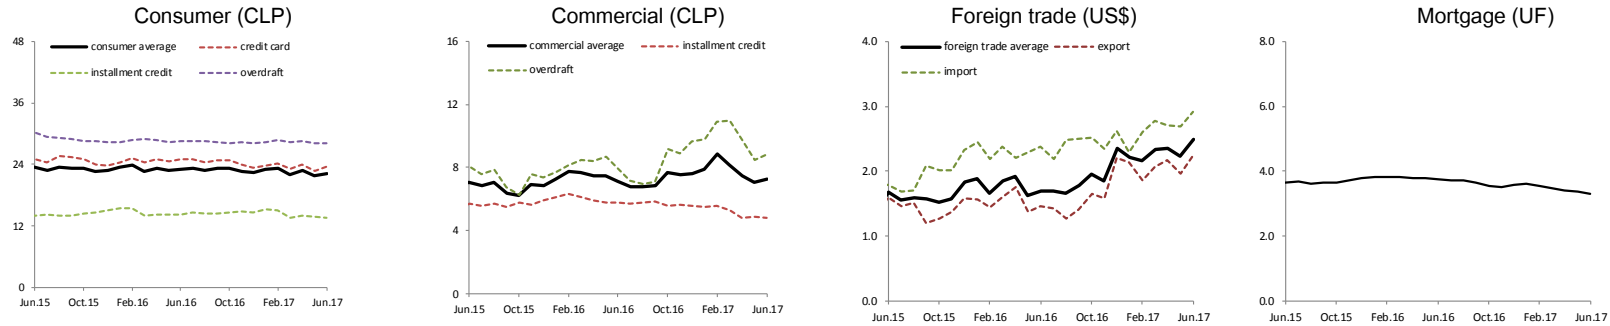 Consumer (CLP)
48
consumer average
credit card
installment credit
overdraft
36
24
12
0
Jun.15 Oct.15 Feb.16 Jun.16 Oct.16 Feb.17 Jun.17
Commercial (CLP)
16
commercial average
installment credit
overdraft
12
8
4
0
Jun.15 Oct.15 Feb.16 Jun.16 Oct.16 Feb.17 Jun.17
Foreign trade (US$)
4.0
foreign trade average
export
import
3.0
2.0
1.0
0.0
Jun.15 Oct.15 Feb.16 Jun.16 Oct.16 Feb.17 Jun.17
Mortgage (UF)
8.0
6.0
4.0
2.0
0.0
Jun.15 Oct.15 Feb.16 Jun.16 Oct.16 Feb.17 Jun.17